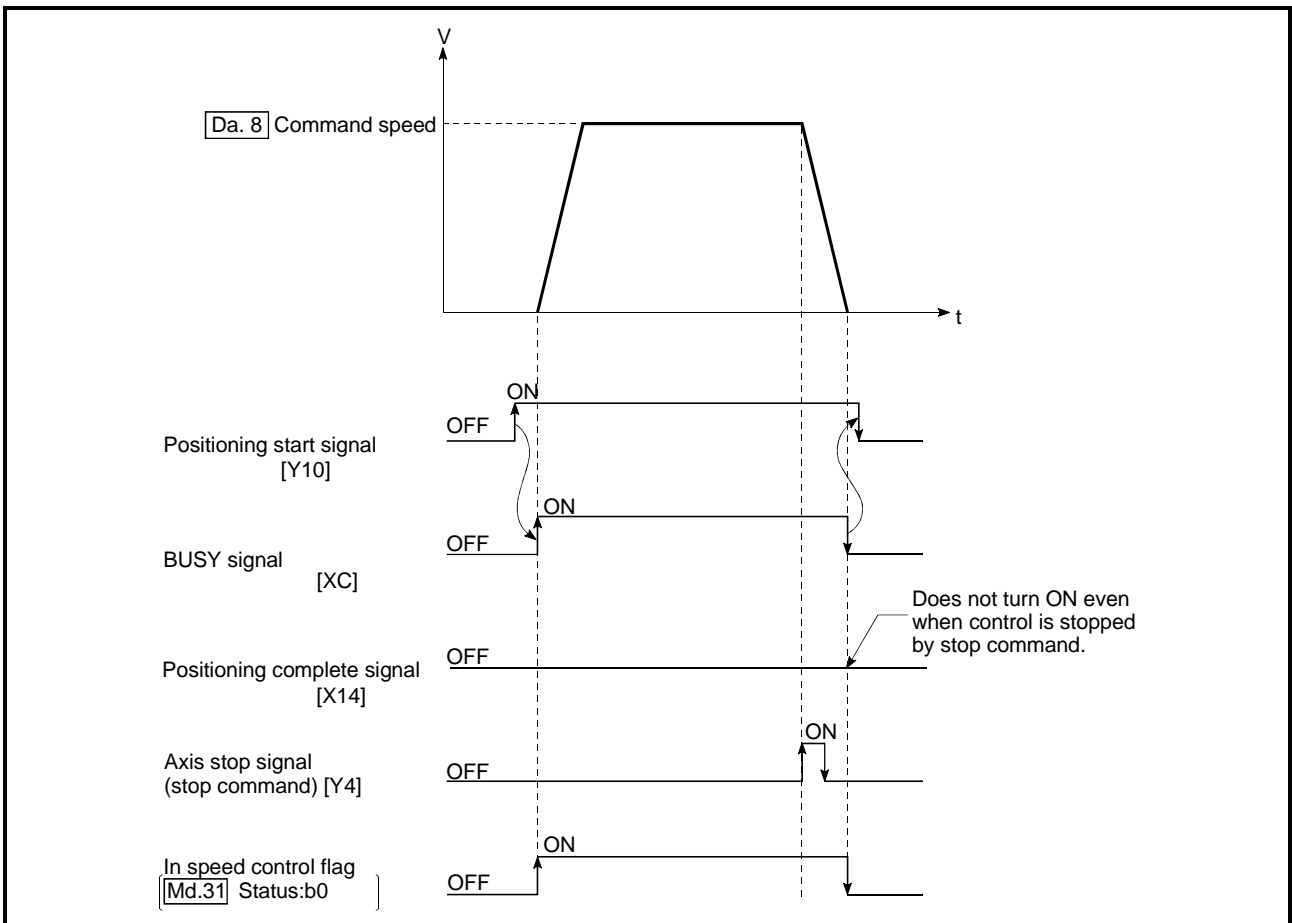 V
Da. 8 Command speed
t
ON
OFF
Positioning start signal
[Y10]
ON
OFF
BUSY signal
[XC]
Does not turn ON even
when control is stopped
by stop command.
OFF
Positioning complete signal
[X14]
ON
Axis stop signal
OFF
(stop command) [Y4]
ON
In speed control flag
OFF
Md.31 Status:b0